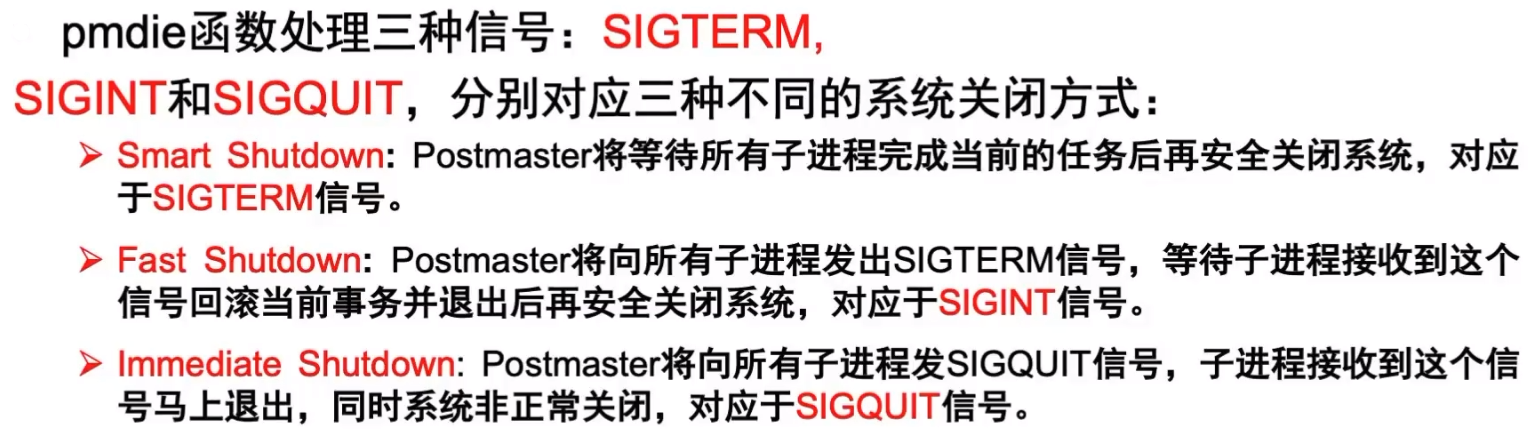 pmdie函数处理三种信号：SIGTERM,
SIGINT和SIGQUIT，分别对应三种不同的系统关闭方式：
➢ Smart Shutdown: Postmaster将等待所有子进程完成当前的任务后再安全关闭系统，对应
于SIGTERM信号。
➢ Fast Shutdown: Postmaster将向所有子进程发出SIGTERM信号，等待子进程接收到这个
信号回滚当前事务并退出后再安全关闭系统，对应于SIGINT信号。
➢ Immediate Shutdown: Postmaster将向所有子进程发SIGQUIT信号，子进程接收到这个信
号马上退出，同时系统非正常关闭，对应于SIGQUIT信号。